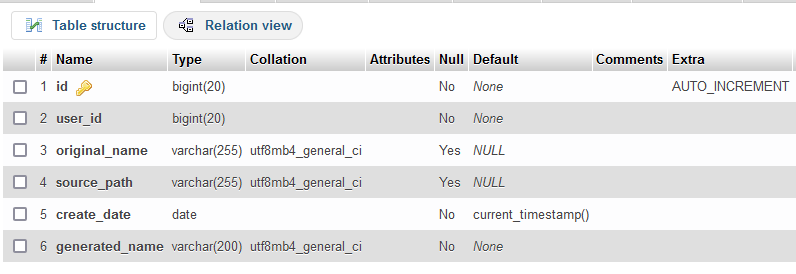 Table structure Relation view
# Name Type Collation Attributes Null Default Comments Extra
1 id bigint(20) No None AUTO_INCREMENT
2 user_id bigint(20) No None
3 original_name varchar(255) utf8mb4_general_ci Yes NULL
4 source_path varchar(255) utf8mb4_general_ci Yes NULL
5 create_date date No current_timestamp()
6 generated_name varchar(200) utf8mb4_general_ci No None